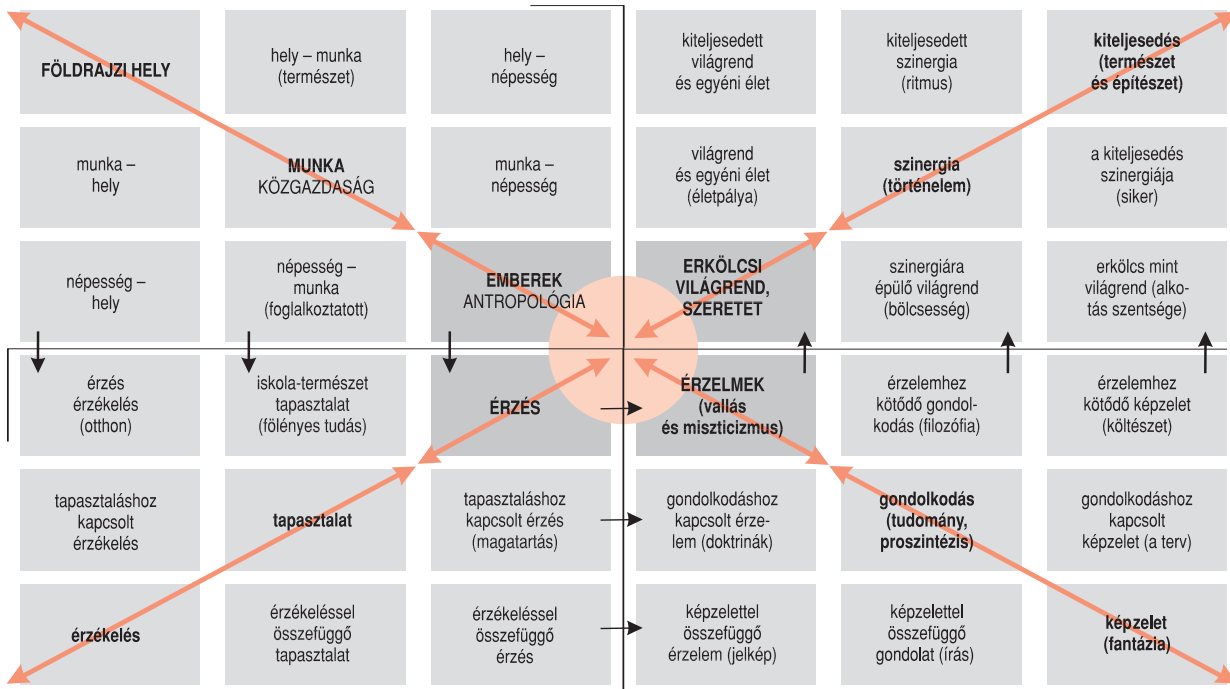 FÖLDRAJZI HELY
hely – munka
(természet)
hely –
népesség
kiteljesedett
világrend
és egyéni élet
kiteljesedett
szinergia
(ritmus)
kiteljesedés
(természet
és építészet)
munka –
hely
MUNKA
KÖZGAZDASÁG
munka –
népesség
világrend
és egyéni élet
(életpálya)
szinergia
(történelem)
a kiteljesedés
szinergiája
(siker)
népesség –
hely
népesség –
munka
(foglalkoztatott)
EMBEREK
ANTROPOLÓGIA
ERKÖLCSI
VILÁGREND,
SZERETET
szinergiára
épülő világrend
(bölcsesség)
erkölcs mint
világrend (alko-
tás szentsége)
érzés
érzékelés
(otthon)
iskola-természet
tapasztalat
(fölényes tudás)
ÉRZÉS
ÉRZELMEK
(vallás
és miszticizmus)
érzelemhez
kötődő gondol-
kodás (filozófia)
érzelemhez
kötődő képzelet
(költészet)
tapasztaláshoz
kapcsolt
érzékelés
tapasztalat
tapasztaláshoz
kapcsolt érzés
(magatartás)
gondolkodáshoz
kapcsolt érze-
lem (doktrinák)
gondolkodás
(tudomány,
proszintézis)
gondolkodáshoz
kapcsolt
képzelet (a terv)
érzékelés
érzékeléssel
összefüggő
tapasztalat
érzékeléssel
összefüggő
érzés
képzelettel
összefüggő
érzelem (jelkép)
képzelettel
összefüggő
gondolat (írás)
képzelet
(fantázia)